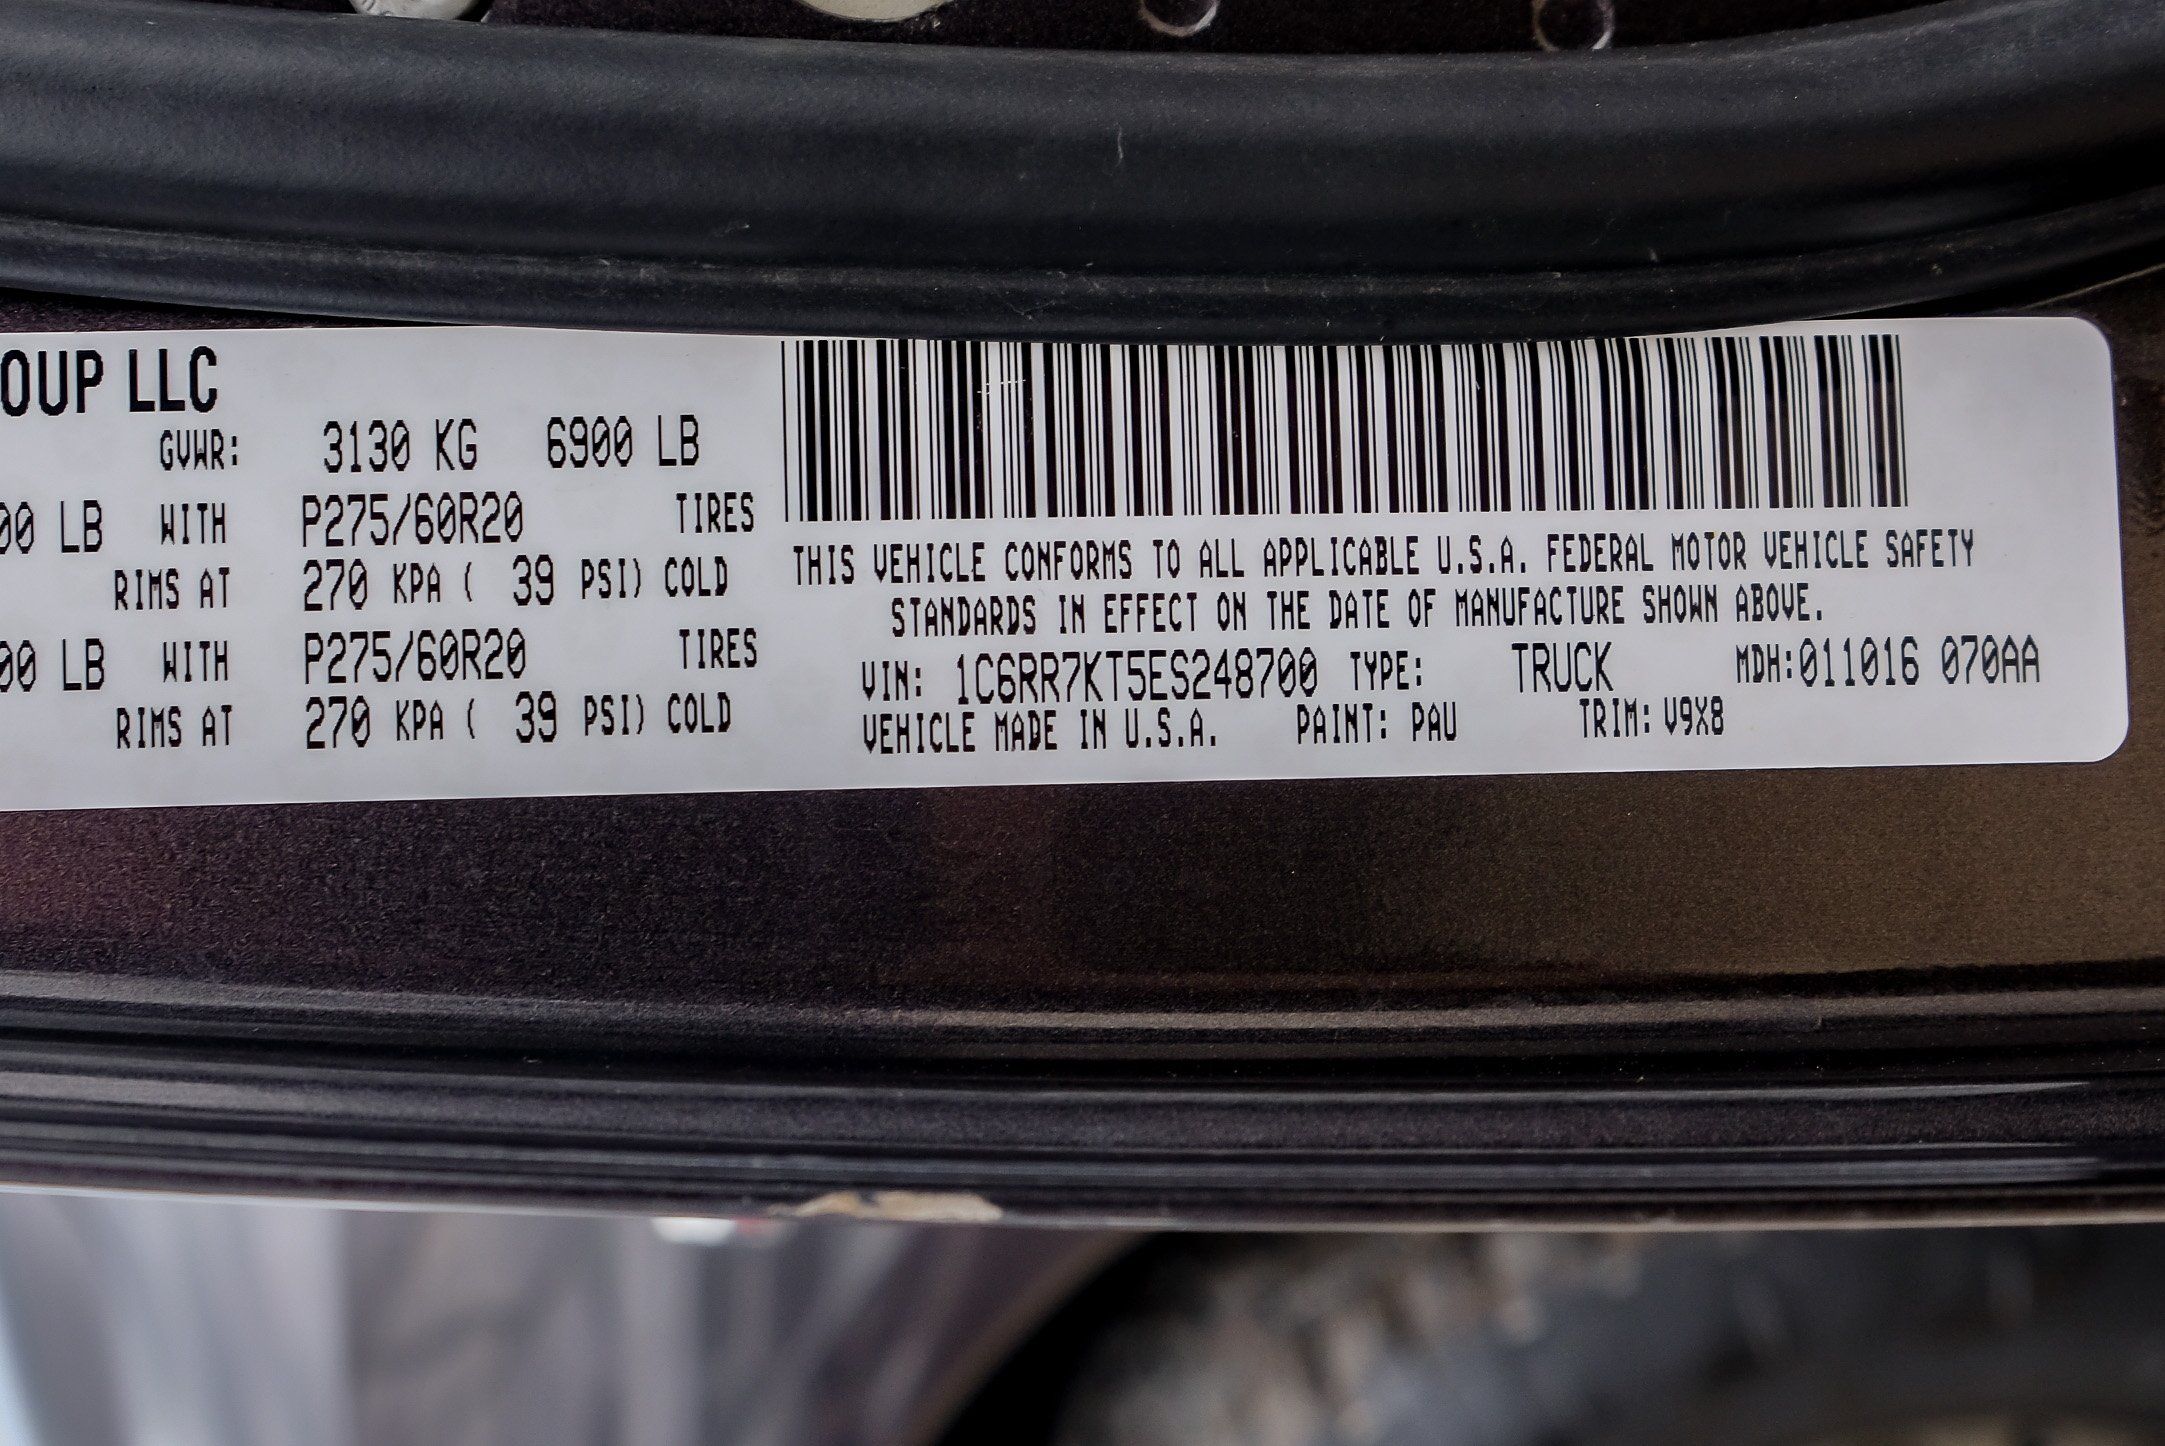 OUP LLC
GVWR: 3130 KG 6900 LB
00 LB WITH P275/60R20 TIRES
RIMS AT 270 KPA ( 39 PSI) COLD
00 LB WITH P275/60R20 TIRES
RIMS AT 270 KPA ( 39 PSI) COLD
THIS VEHICLE CONFORMS TO ALL APPLICABLE U.S.A. FEDERAL MOTOR VEHICLE SAFETY
STANDARDS IN EFFECT ON THE DATE OF MANUFACTURE SHOWN ABOVE.
VIN: 1C6RR7KT5ES248700 TYPE: TRUCK MDH:011016 070AA
VEHICLE MADE IN U.S.A. PAINT: PAU TRIM: V9X8